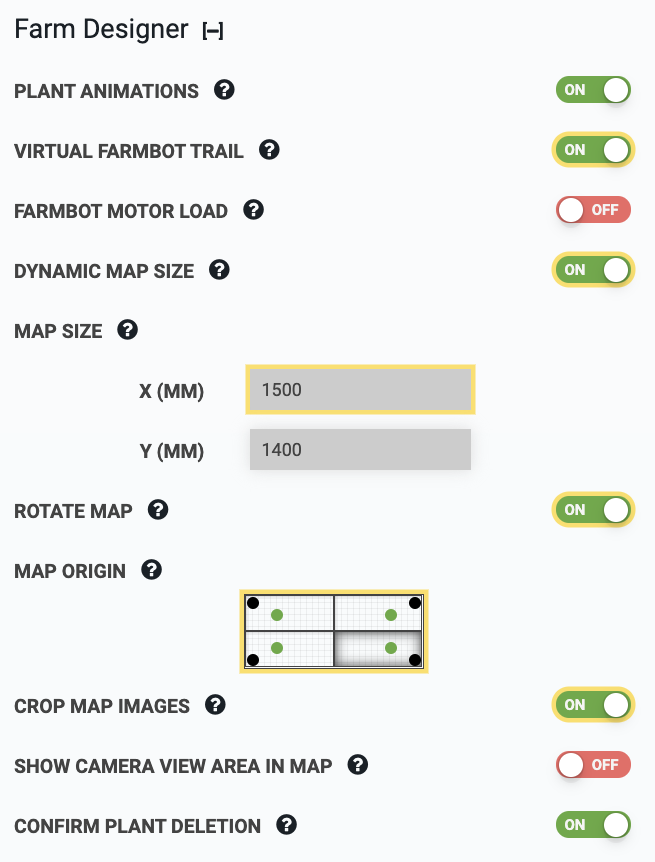 Farm Designer [–]
PLANT ANIMATIONS ? ON
VIRTUAL FARMBOT TRAIL ? ON
FARMBOT MOTOR LOAD ? OFF
DYNAMIC MAP SIZE ? ON
MAP SIZE ?
X (MM) 1500
Y (MM) 1400
ROTATE MAP ? ON
MAP ORIGIN ?
CROP MAP IMAGES ? ON
SHOW CAMERA VIEW AREA IN MAP ? OFF
CONFIRM PLANT DELETION ? ON